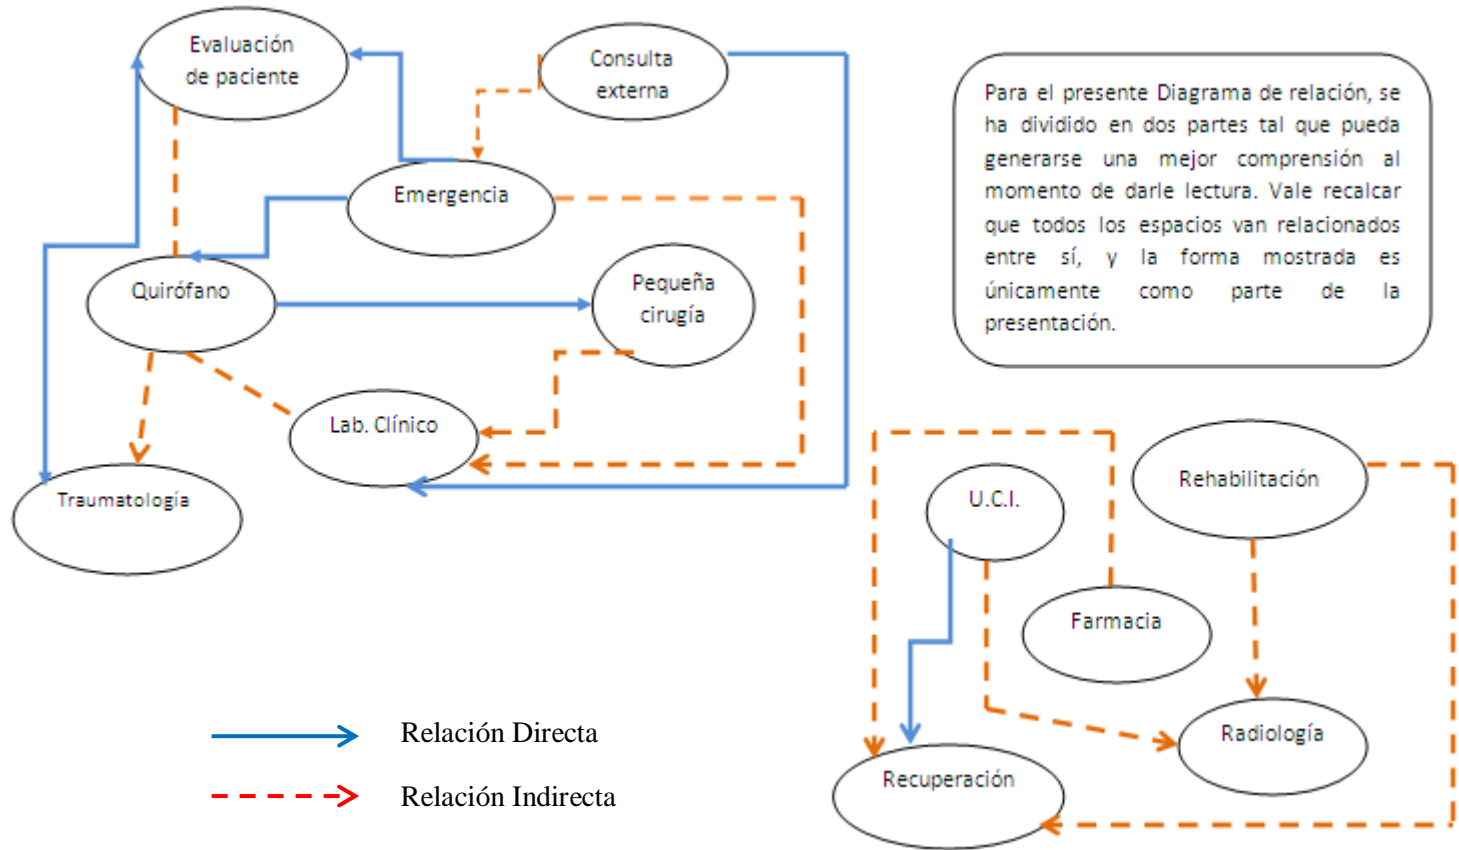 Evaluación
de paciente
Consulta
externa
Para el presente Diagrama de relación, se
ha dividido en dos partes tal que pueda
generarse una mejor comprensión al
momento de darle lectura. Vale recalcar
que todos los espacios van relacionados
entre sí, y la forma mostrada es
únicamente como parte de la
presentación.
Emergencia
Quirófano
Pequeña
cirugía
Lab. Clínico
Traumatología
U.C.I.
Rehabilitación
Farmacia
Radiología
Recuperación
Relación Directa
Relación Indirecta